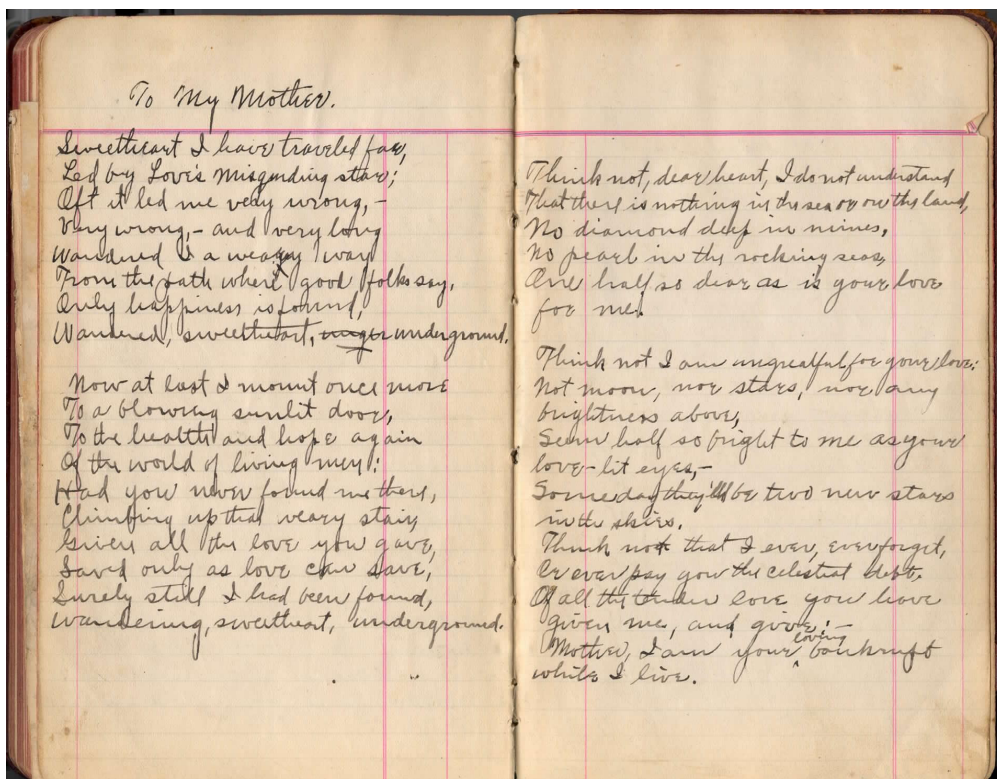 To My Mother.
Sweetheart I have traveled far,
Led by Love's misguiding star;
Oft it led me very wrong, -
Very wrong, - and very long
Wandered I a weary way
From the path where good folks say,
Only happiness is found,
Wandered, sweetheart, underground.
Now at last I mount once more
To a blowing sunlit door,
To the health and hope again
Of the world of living men:
Had you never found me there,
Climbing up that weary stair,
Given all the love you gave,
Saved only as love can save,
Surely still I had been found,
Wandering, sweetheart, underground.
Think not, dear heart, I do not understand
That there is nothing in the sea or on the land,
No diamond deep in mines,
No pearl in the rocking seas,
One half so dear as is your love
for me!
Think not I am ungreatful for your love:
Not moon, nor stars, nor any
brightness above,
Seem half so bright to me as your
love-lit eyes, -
Someday they'll be two new stars
in the skies.
Think not that I ever, ever forget,
Or ever pay you the celestial debt,
Of all the tender love you have
given me, and give; -
Mother, I am your loving bankrupt
while I live.